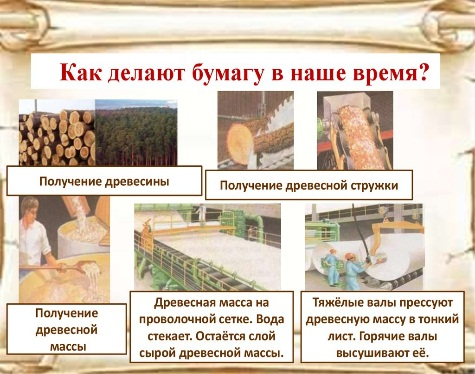 Как делают бумагу в наше время?
Получение древесины
Получение древесной стружки
Получение
древесной
массы
Древесная масса на
проволочной сетке. Вода
стекает. Остаётся слой
сырой древесной массы.
Тяжёлые валы прессуют
древесную массу в тонкий
лист. Горячие валы
высушивают её.